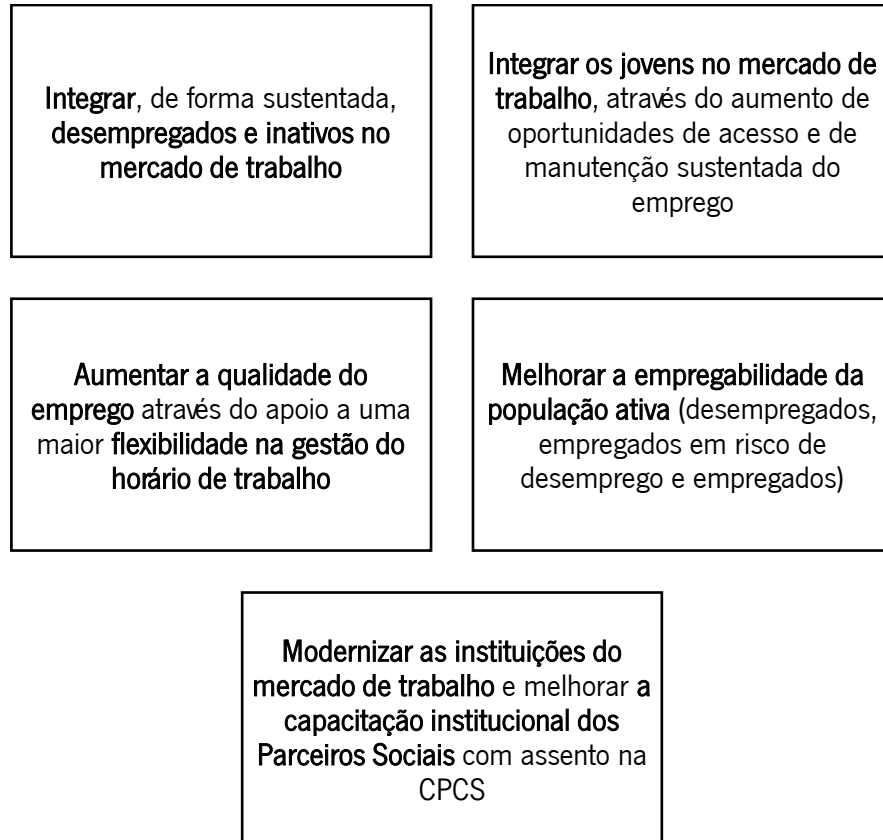 Integrar, de forma sustentada,
desempregados e inativos no
mercado de trabalho
Integrar os jovens no mercado de
trabalho, através do aumento de
oportunidades de acesso e de
manutenção sustentada do
emprego
Aumentar a qualidade do
emprego através do apoio a uma
maior flexibilidade na gestão do
horário de trabalho
Melhorar a empregabilidade da
população ativa (desempregados,
empregados em risco de
desemprego e empregados)
Modernizar as instituições do
mercado de trabalho e melhorar a
capacitação institucional dos
Parceiros Sociais com assento na
CPCS